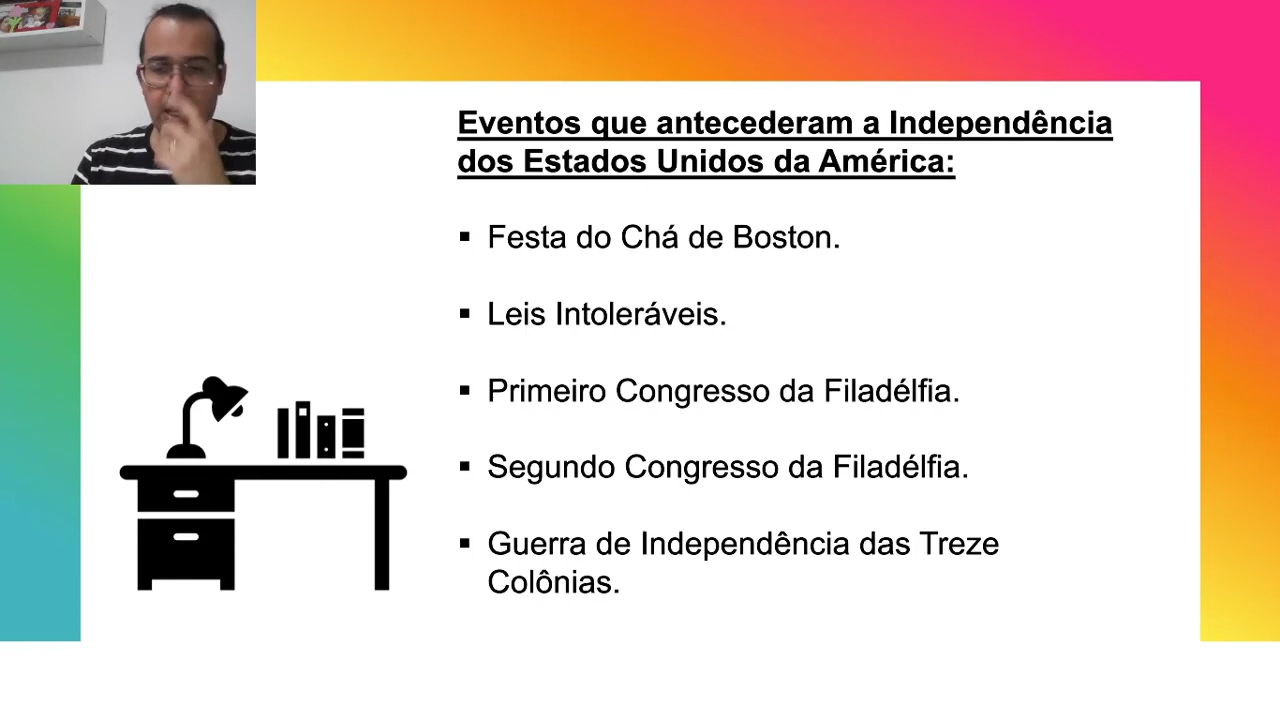 Eventos que antecederam a Independência
dos Estados Unidos da América:
▪ Festa do Chá de Boston.
▪ Leis Intoleráveis.
▪ Primeiro Congresso da Filadélfia.
▪ Segundo Congresso da Filadélfia.
▪ Guerra de Independência das Treze
Colônias.